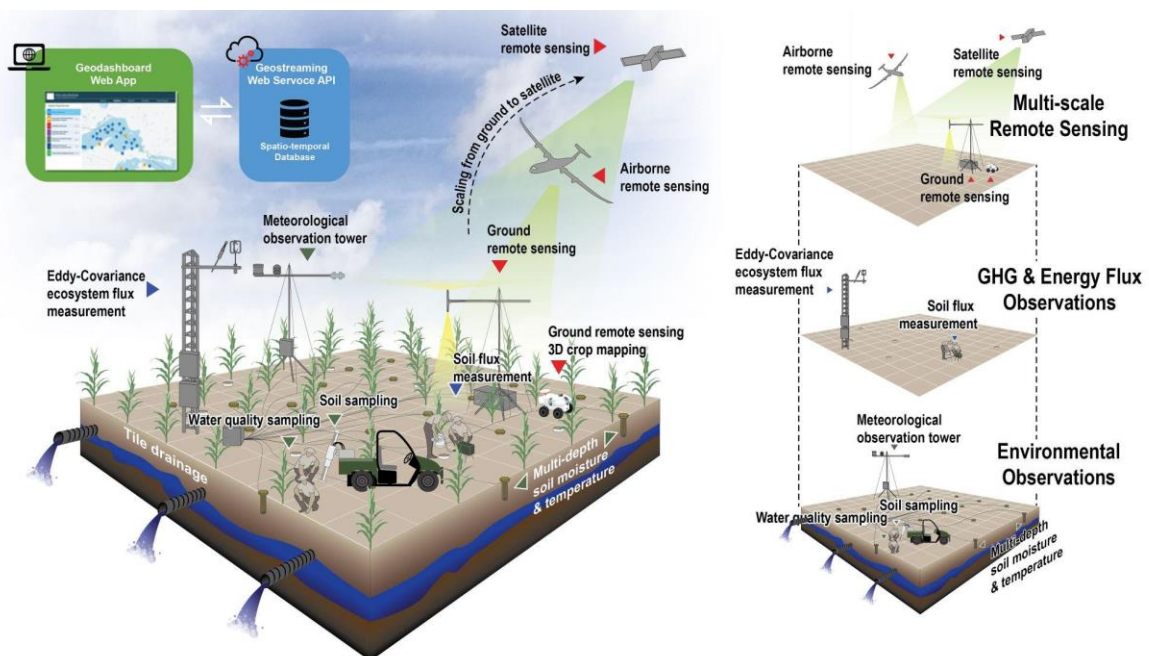 Geodashboard
Web App
Geostreaming
Web Servoce API
Spatio-temporal
Database
Satellite
remote sensing
Scaling from ground to satellite
Airborne
remote sensing
Meteorological
observation tower
Ground
remote sensing
Eddy-Covariance
ecosystem flux
measurement
Ground remote sensing
3D crop mapping
Soil flux
measurement
Soil sampling
Water quality sampling
Tile drainage
Multi-depth
soil moisture
& temperature
Airborne
remote sensing
Satellite
remote sensing
Multi-scale
Remote Sensing
Ground
remote sensing
Eddy-Covariance
ecosystem flux
measurement
GHG & Energy Flux
Observations
Soil flux
measurement
Meteorological
observation tower
Environmental
Observations
Soil sampling
Water quality sampling
Multi-depth
soil moisture
& temperature